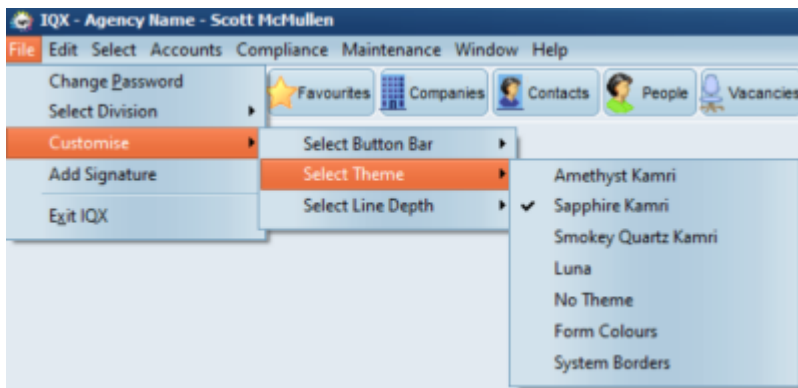 IQX - Agency Name - Scott McMullen
File Edit Select Accounts Compliance Maintenance Window Help
Change Password
Favourites Companies Contacts People Vacancies
Select Division
Customise
Select Button Bar
Add Signature
Select Theme
Amethyst Kamri
Exit IQX
Select Line Depth
Sapphire Kamri
Smokey Quartz Kamri
Luna
No Theme
Form Colours
System Borders